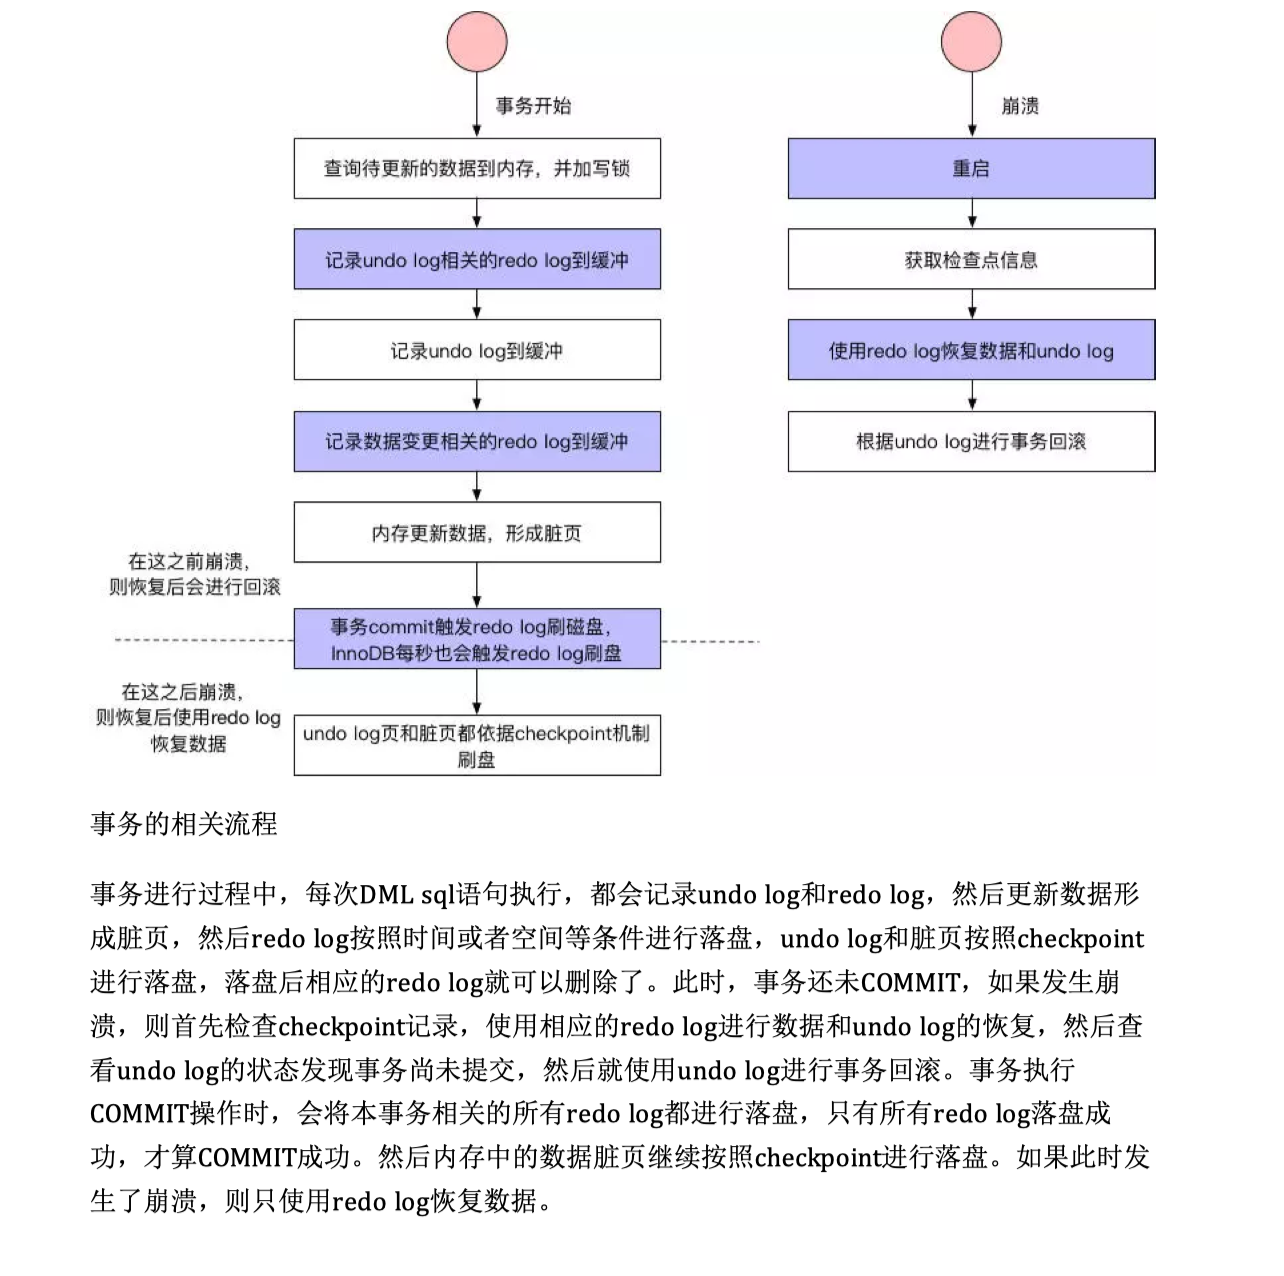 事务开始
查询待更新的数据到内存，并加写锁
记录undo log相关的redo log到缓冲
记录undo log到缓冲
记录数据变更相关的redo log到缓冲
内存更新数据，形成脏页
在这之前崩溃，
则恢复后会进行回滚
事务commit触发redo log刷磁盘，
InnoDB每秒也会触发redo log刷盘
在这之后崩溃，
则恢复后使用redo log
恢复数据
undo log页和脏页都依据checkpoint机制
刷盘
崩溃
重启
获取检查点信息
使用redo log恢复数据和undo log
根据undo log进行事务回滚
事务的相关流程
事务进行过程中，每次DML sql语句执行，都会记录undo log和redo log，然后更新数据形
成脏页，然后redo log按照时间或者空间等条件进行落盘，undo log和脏页按照checkpoint
进行落盘，落盘后相应的redo log就可以删除了。此时，事务还未COMMIT，如果发生崩
溃，则首先检查checkpoint记录，使用相应的redo log进行数据和undo log的恢复，然后查
看undo log的状态发现事务尚未提交，然后就使用undo log进行事务回滚。事务执行
COMMIT操作时，会将本事务相关的所有redo log都进行落盘，只有所有redo log落盘成
功，才算COMMIT成功。然后内存中的数据脏页继续按照checkpoint进行落盘。如果此时发
生了崩溃，则只使用redo log恢复数据。